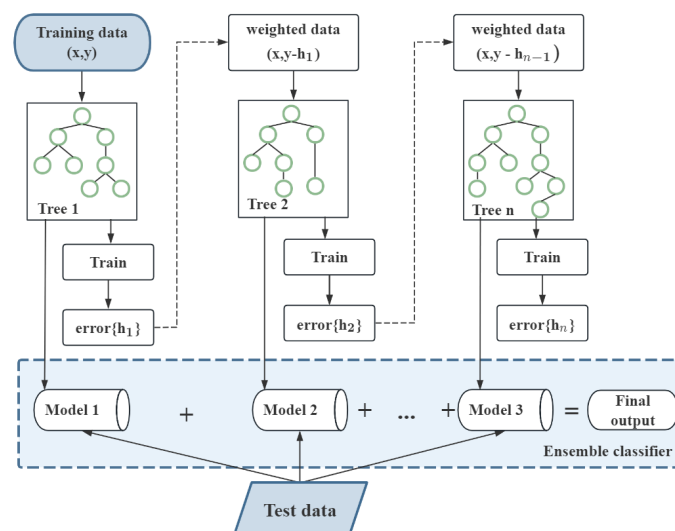 Training data
(x,y)
weighted data
(x,y-h₁)
weighted data
(x,y - hₙ₋₁)
Tree 1
Tree 2
Tree n
Train
Train
Train
error{h₁}
error{h₂}
error{hₙ}
Model 1
+
Model 2
+
...
+
Model 3
=
Final
output
Ensemble classifier
Test data